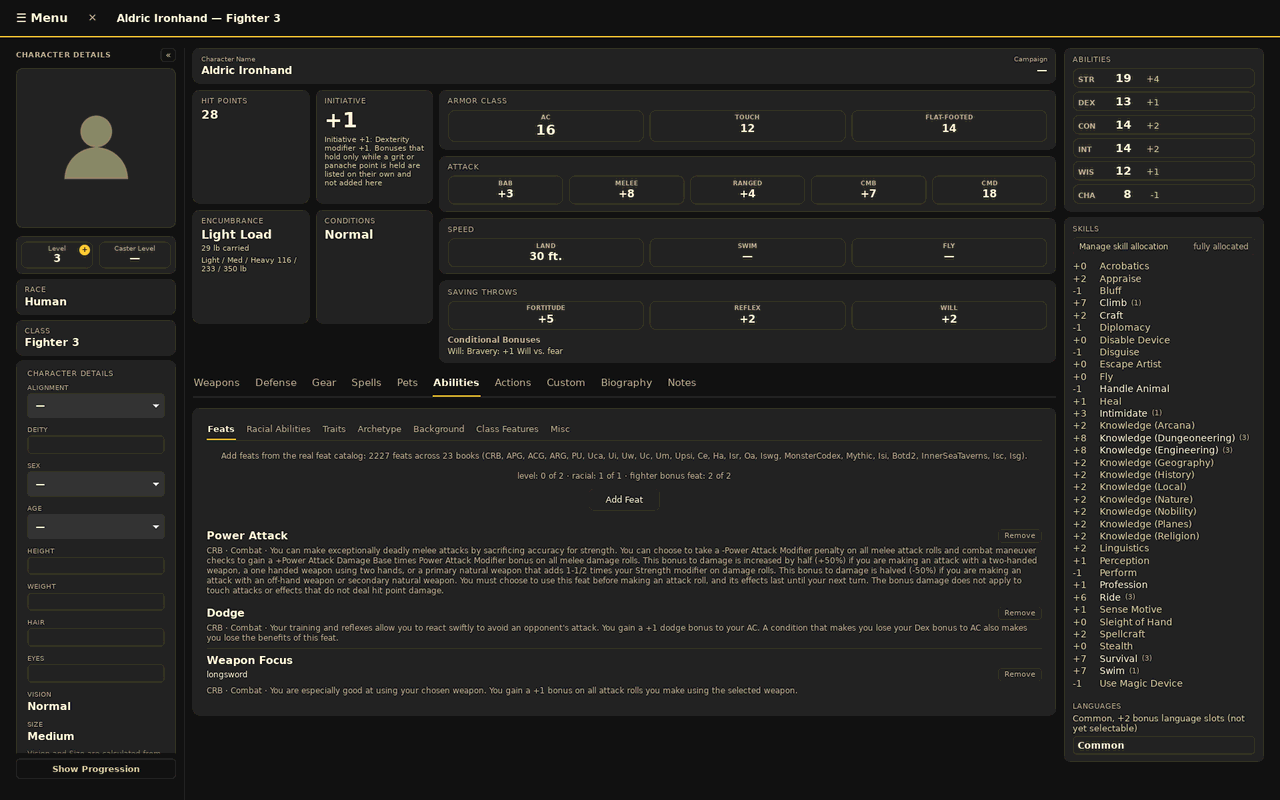 ☰ Menu × Aldric Ironhand — Fighter 3
CHARACTER DETAILS «
Level
3
+
Caster Level
—
RACE
Human
CLASS
Fighter 3
CHARACTER DETAILS
ALIGNMENT
—
DEITY
SEX
—
AGE
—
HEIGHT
WEIGHT
HAIR
EYES
VISION
Normal
SIZE
Medium
Vision and Size are calculated from
Show Progression
Character Name
Aldric Ironhand
Campaign
—
HIT POINTS
28
INITIATIVE
+1
Initiative +1: Dexterity
modifier +1. Bonuses that
hold only while a grit or
panache point is held are
listed on their own and
not added here
ENCUMBRANCE
Light Load
29 lb carried
Light / Med / Heavy 116 /
233 / 350 lb
CONDITIONS
Normal
ARMOR CLASS
AC
16
TOUCH
12
FLAT-FOOTED
14
ATTACK
BAB
+3
MELEE
+8
RANGED
+4
CMB
+7
CMD
18
SPEED
LAND
30 ft.
SWIM
—
FLY
—
SAVING THROWS
FORTITUDE
+5
REFLEX
+2
WILL
+2
Conditional Bonuses
Will: Bravery: +1 Will vs. fear
Weapons Defense Gear Spells Pets Abilities Actions Custom Biography Notes
Feats Racial Abilities Traits Archetype Background Class Features Misc
Add feats from the real feat catalog: 2227 feats across 23 books (CRB, APG, ACG, ARG, PU, Uca, Ui, Uw, Uc, Um, Upsi, Ce, Ha, Isr, Oa, Iswg, MonsterCodex, Mythic, Isi, Botd2, InnerSeaTaverns, Isc, Isg).
level: 0 of 2 · racial: 1 of 1 · fighter bonus feat: 2 of 2
Add Feat
Power Attack Remove
CRB · Combat · You can make exceptionally deadly melee attacks by sacrificing accuracy for strength. You can choose to take a -Power Attack Modifier penalty on all melee attack rolls and combat maneuver
checks to gain a +Power Attack Damage Base times Power Attack Modifier bonus on all melee damage rolls. This bonus to damage is increased by half (+50%) if you are making an attack with a two-handed
weapon, a one handed weapon using two hands, or a primary natural weapon that adds 1-1/2 times your Strength modifier on damage rolls. This bonus to damage is halved (-50%) if you are making an
attack with an off-hand weapon or secondary natural weapon. You must choose to use this feat before making an attack roll, and its effects last until your next turn. The bonus damage does not apply to
touch attacks or effects that do not deal hit point damage.
Dodge Remove
CRB · Combat · Your training and reflexes allow you to react swiftly to avoid an opponent's attack. You gain a +1 dodge bonus to your AC. A condition that makes you lose your Dex bonus to AC also makes
you lose the benefits of this feat.
Weapon Focus
longsword Remove
CRB · Combat · You are especially good at using your chosen weapon. You gain a +1 bonus on all attack rolls you make using the selected weapon.
ABILITIES
STR 19 +4
DEX 13 +1
CON 14 +2
INT 14 +2
WIS 12 +1
CHA 8 -1
SKILLS
Manage skill allocation fully allocated
+0 Acrobatics
+2 Appraise
-1 Bluff
+7 Climb (1)
+2 Craft
-1 Diplomacy
+0 Disable Device
-1 Disguise
+0 Escape Artist
+0 Fly
-1 Handle Animal
+1 Heal
+3 Intimidate (1)
+2 Knowledge (Arcana)
+8 Knowledge (Dungeoneering) (3)
+8 Knowledge (Engineering) (3)
+2 Knowledge (Geography)
+2 Knowledge (History)
+2 Knowledge (Local)
+2 Knowledge (Nature)
+2 Knowledge (Nobility)
+2 Knowledge (Planes)
+2 Knowledge (Religion)
+2 Linguistics
+1 Perception
-1 Perform
+1 Profession
+6 Ride (3)
+1 Sense Motive
+0 Sleight of Hand
+2 Spellcraft
+0 Stealth
+7 Survival (3)
+7 Swim (1)
-1 Use Magic Device
LANGUAGES
Common, +2 bonus language slots (not
yet selectable)
Common